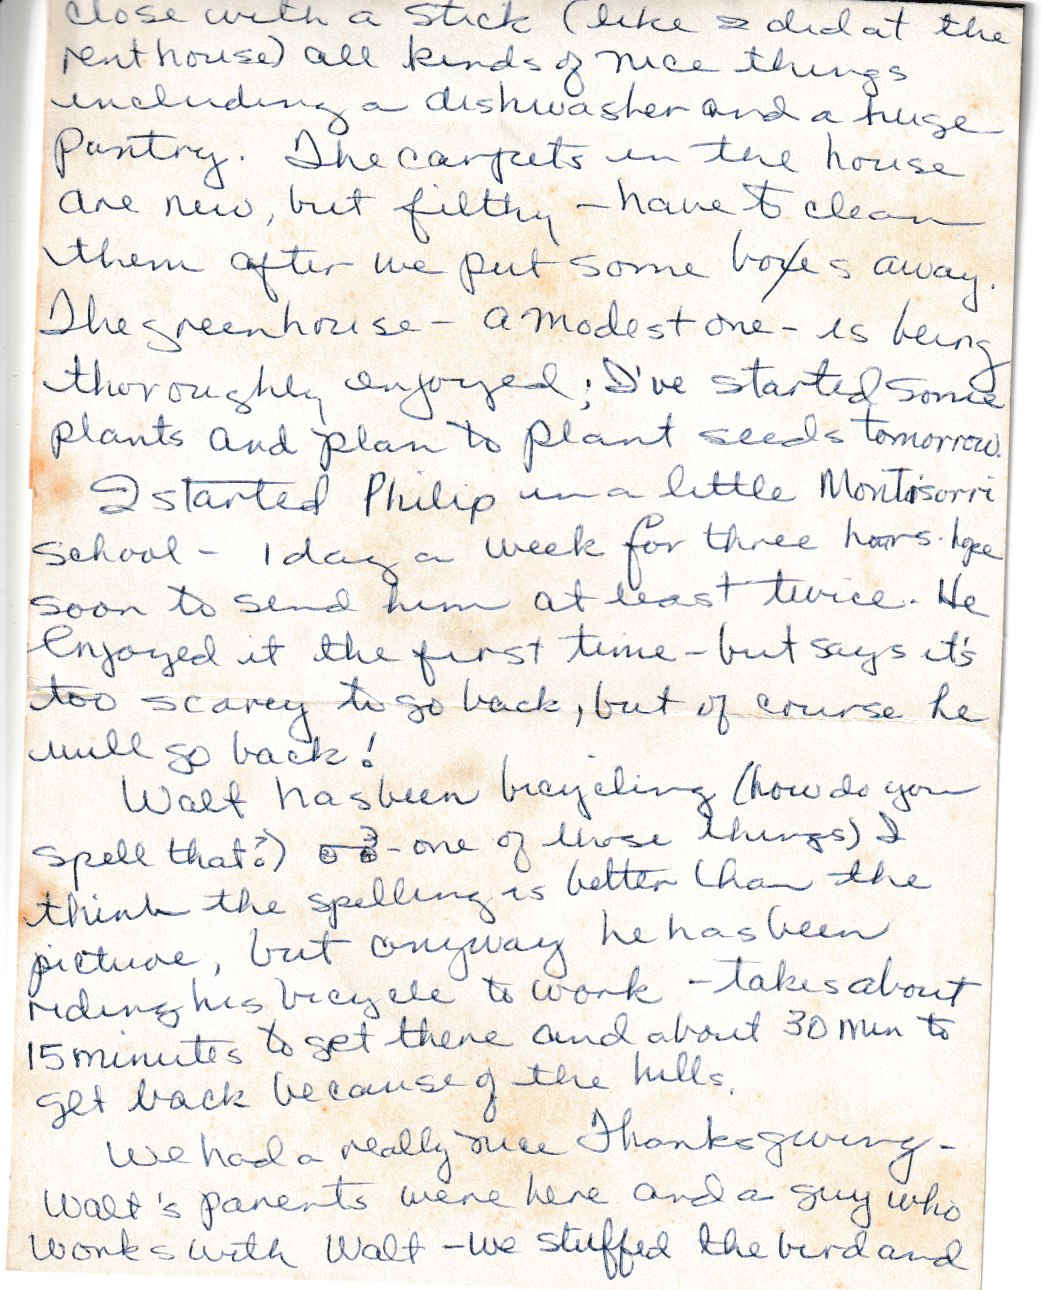 close with a stick (like I did at the
rent house) all kinds of nice things
including a dishwasher and a huge
pantry. The carpets in the house
are new, but filthy - have to clean
them after we put some boxes away.
The greenhouse - a modest one - is being
thoroughly enjoyed; I've started some
plants and plan to plant seeds tomorrow.
I started Philip in a little Montisorri
school - 1 day a week for three hours. hope
soon to send him at least twice. He
enjoyed it the first time - but says it's
too scarey to go back, but of course he
will go back!
Walt has been bicycling (how do you
spell that?) - one of those things) I
think the spelling is better than the
picture, but anyway he has been
riding his bicycle to work - takes about
15 minutes to get there and about 30 min to
get back because of the hills.
We had a really nice Thanksgiving -
Walt's parents were here and a guy who
works with Walt - we stuffed the bird and